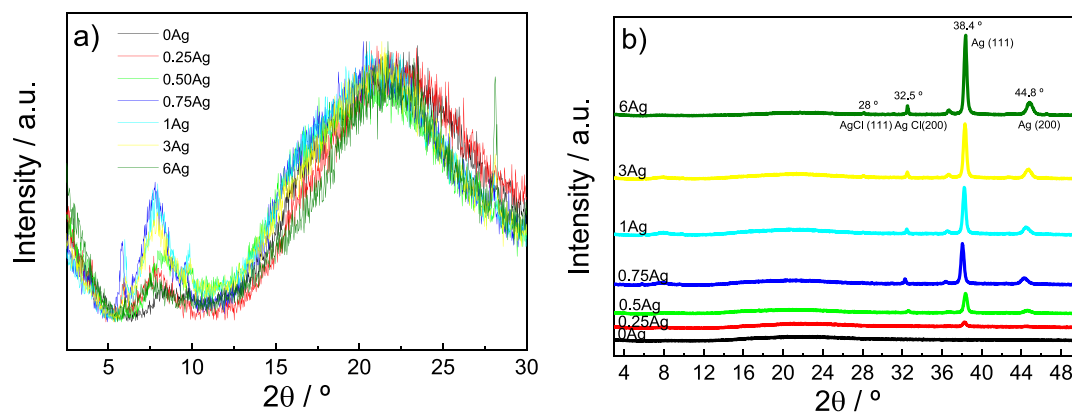 a)
0Ag
0.25Ag
0.50Ag
0.75Ag
1Ag
3Ag
6Ag
Intensity / a.u.
5 10 15 20 25 30
2θ / º
b)
38.4 º
Ag (111)
6Ag
28 º
32.5 º
44.8 º
AgCl (111) Ag Cl(200)
Ag (200)
3Ag
1Ag
0.75Ag
0.5Ag
0.25Ag
0Ag
Intensity / a.u.
4 8 12 16 20 24 28 32 36 40 44 48
2θ / º